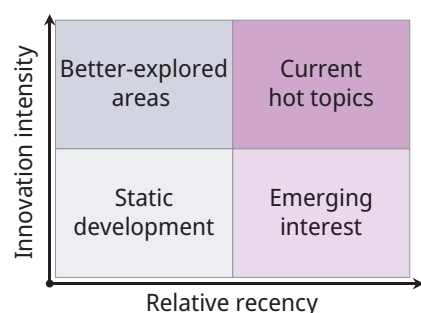 Innovation intensity
Better-explored
areas
Current
hot topics
Static
development
Emerging
interest
Relative recency